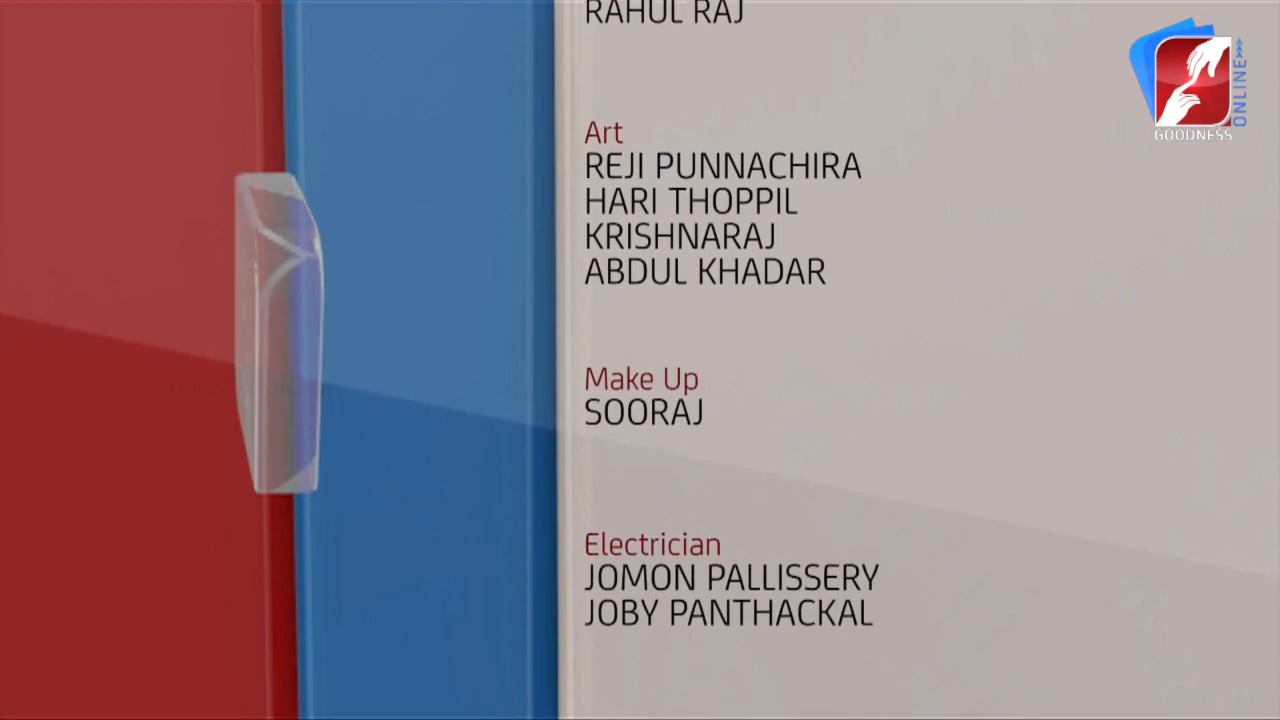 RAHUL RAJ
Art
REJI PUNNACHIRA
HARI THOPPIL
KRISHNARAJ
ABDUL KHADAR
Make Up
SOORAJ
Electrician
JOMON PALLISSERY
JOBY PANTHACKAL
GOODNESS
ONLINE